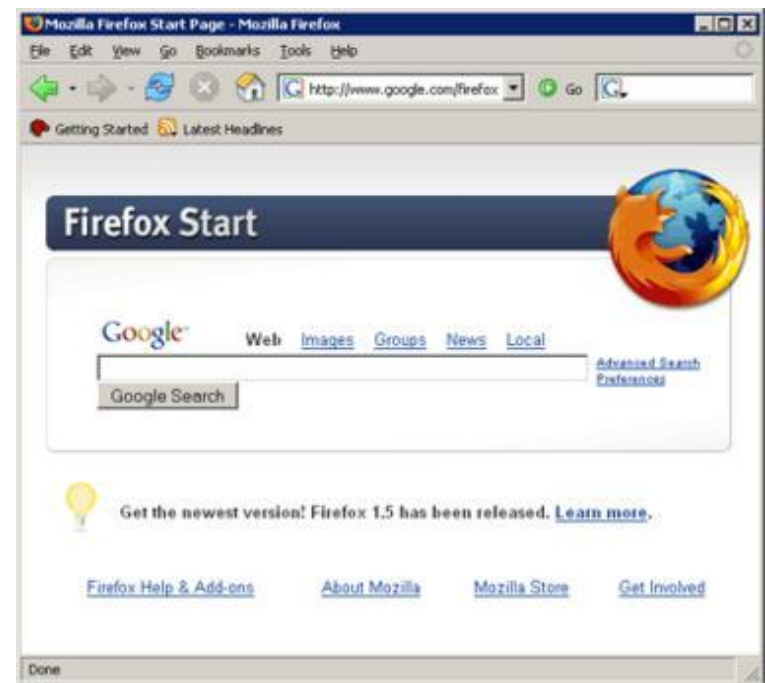 Mozilla Firefox Start Page - Mozilla Firefox
File Edit View Go Bookmarks Tools Help
http://www.google.com/firefox Go G
Getting Started Latest Headlines
Firefox Start
Google™ Web Images Groups News Local
Advanced Search
Preferences
Google Search
Get the newest version! Firefox 1.5 has been released. Learn more.
Firefox Help & Add-ons About Mozilla Mozilla Store Get Involved
Done